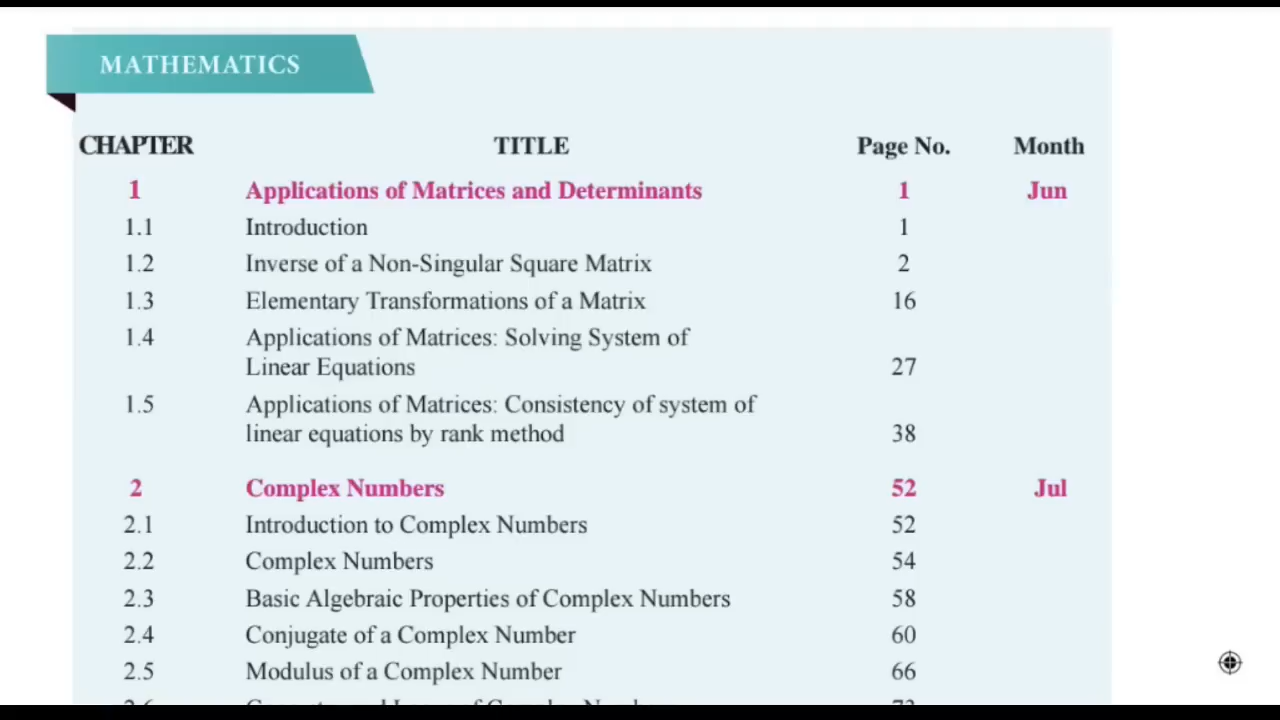 MATHEMATICS
CHAPTER TITLE Page No. Month
1 Applications of Matrices and Determinants 1 Jun
1.1 Introduction 1
1.2 Inverse of a Non-Singular Square Matrix 2
1.3 Elementary Transformations of a Matrix 16
1.4 Applications of Matrices: Solving System of
Linear Equations 27
1.5 Applications of Matrices: Consistency of system of
linear equations by rank method 38
2 Complex Numbers 52 Jul
2.1 Introduction to Complex Numbers 52
2.2 Complex Numbers 54
2.3 Basic Algebraic Properties of Complex Numbers 58
2.4 Conjugate of a Complex Number 60
2.5 Modulus of a Complex Number 66